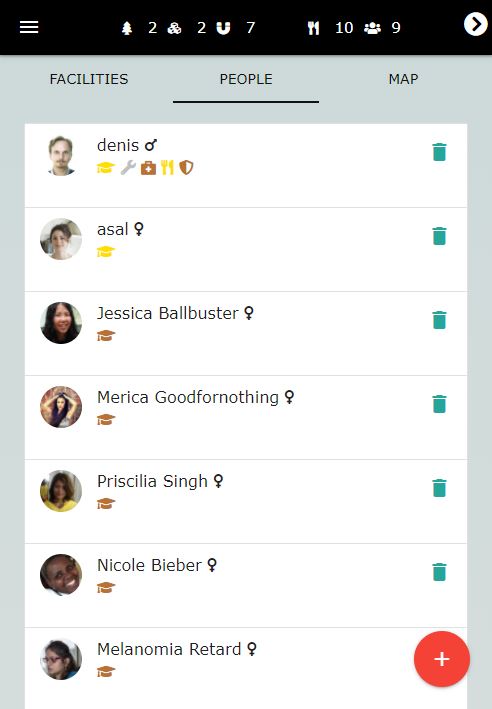 2 2 7 10 9
FACILITIES PEOPLE MAP
denis
asal
Jessica Ballbuster
Merica Goodfornothing
Priscilia Singh
Nicole Bieber
Melanomia Retard